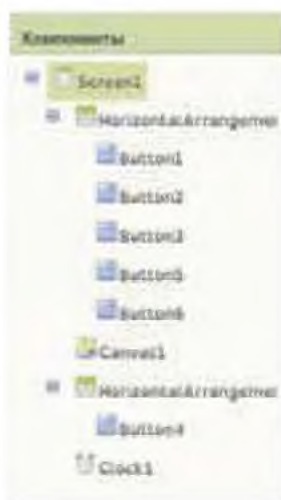 Компоненты
Screen1
HorizontalArrangemer
Button1
Button2
Button3
Button5
Button6
Canvas1
HorizontalArrangemer
Button4
Clock1